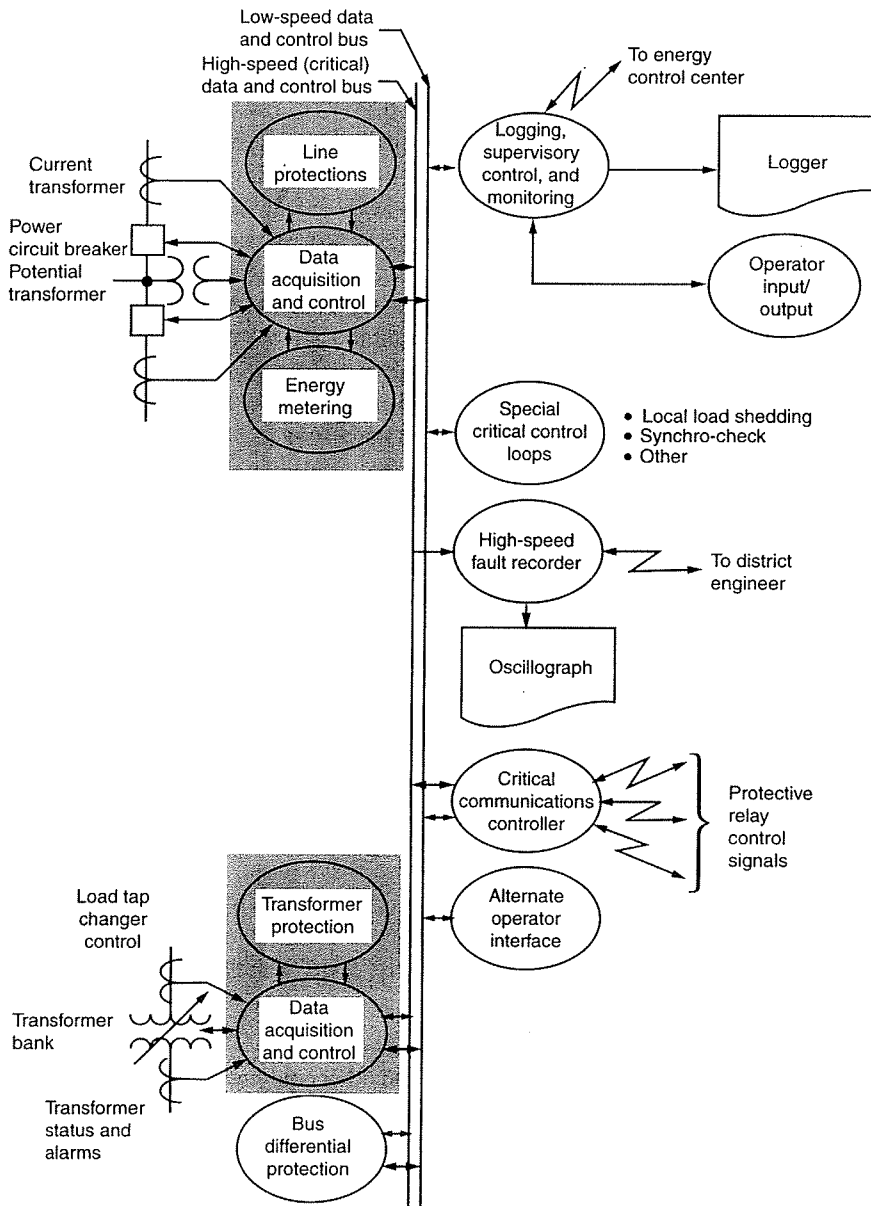 Low-speed data
and control bus
High-speed (critical)
data and control bus
To energy
control center
Line
protections
Logging,
supervisory
control, and
monitoring
Logger
Current
transformer
Power
circuit breaker
Potential
transformer
Data
acquisition
and control
Operator
input/
output
Energy
metering
Special
critical control
loops
• Local load shedding
• Synchro-check
• Other
High-speed
fault recorder
To district
engineer
Oscillograph
Critical
communications
controller
Protective
relay
control
signals
Load tap
changer
control
Transformer
protection
Alternate
operator
interface
Transformer
bank
Data
acquisition
and control
Transformer
status and
alarms
Bus
differential
protection